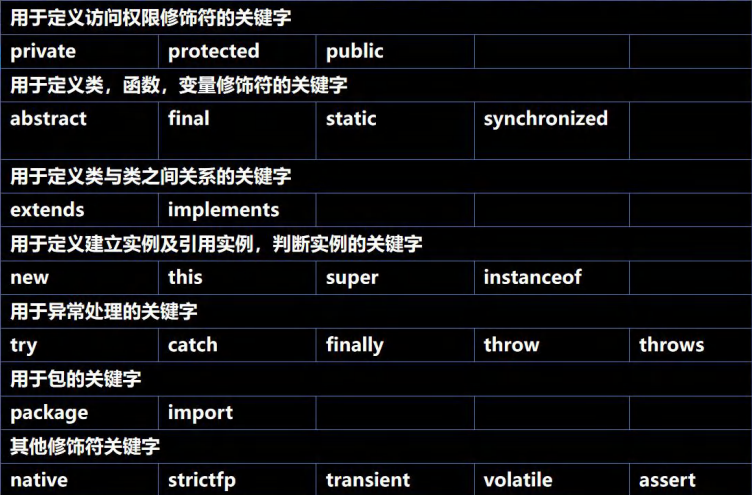 用于定义访问权限修饰符的关键字
private protected public
用于定义类，函数，变量修饰符的关键字
abstract final static synchronized
用于定义类与类之间关系的关键字
extends implements
用于定义建立实例及引用实例，判断实例的关键字
new this super instanceof
用于异常处理的关键字
try catch finally throw throws
用于包的关键字
package import
其他修饰符关键字
native strictfp transient volatile assert